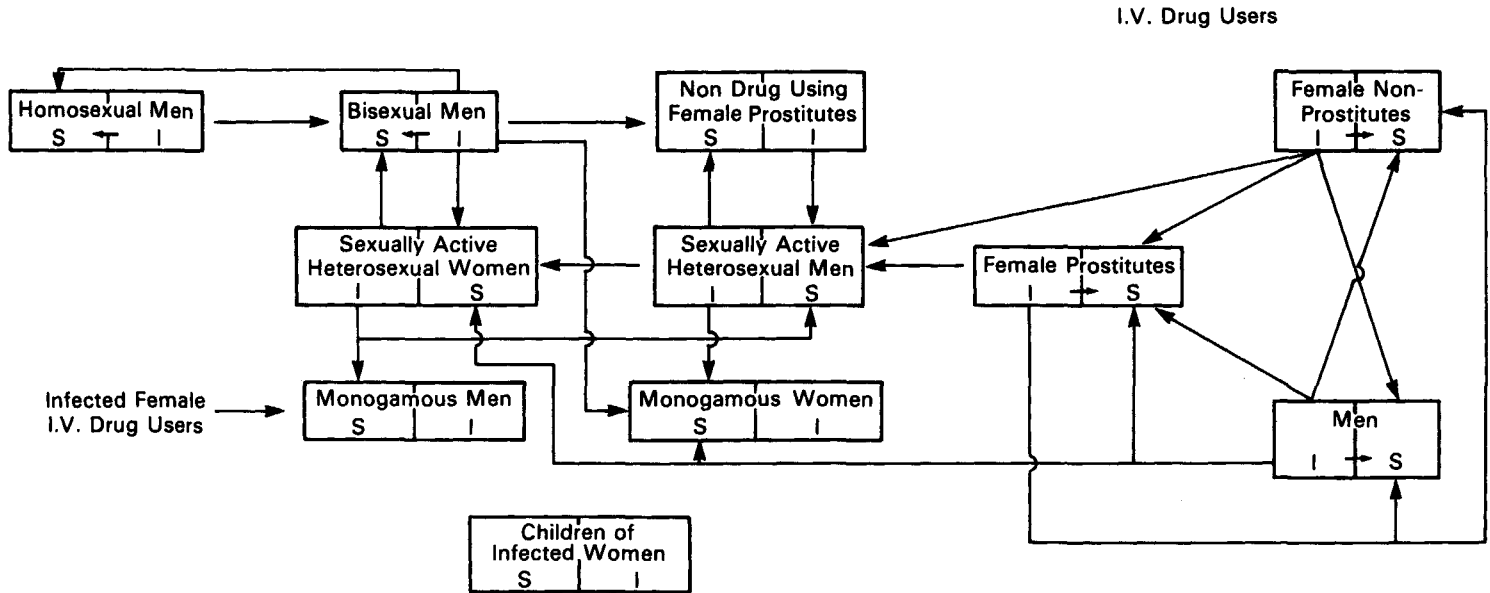 I.V. Drug Users
Homosexual Men
S I
Bisexual Men
S I
Non Drug Using
Female Prostitutes
S I
Female Non-
Prostitutes
I S
Sexually Active
Heterosexual Women
I S
Sexually Active
Heterosexual Men
I S
Female Prostitutes
I S
Infected Female
I.V. Drug Users
Monogamous Men
S I
Monogamous Women
S I
Men
I S
Children of
Infected Women
S I